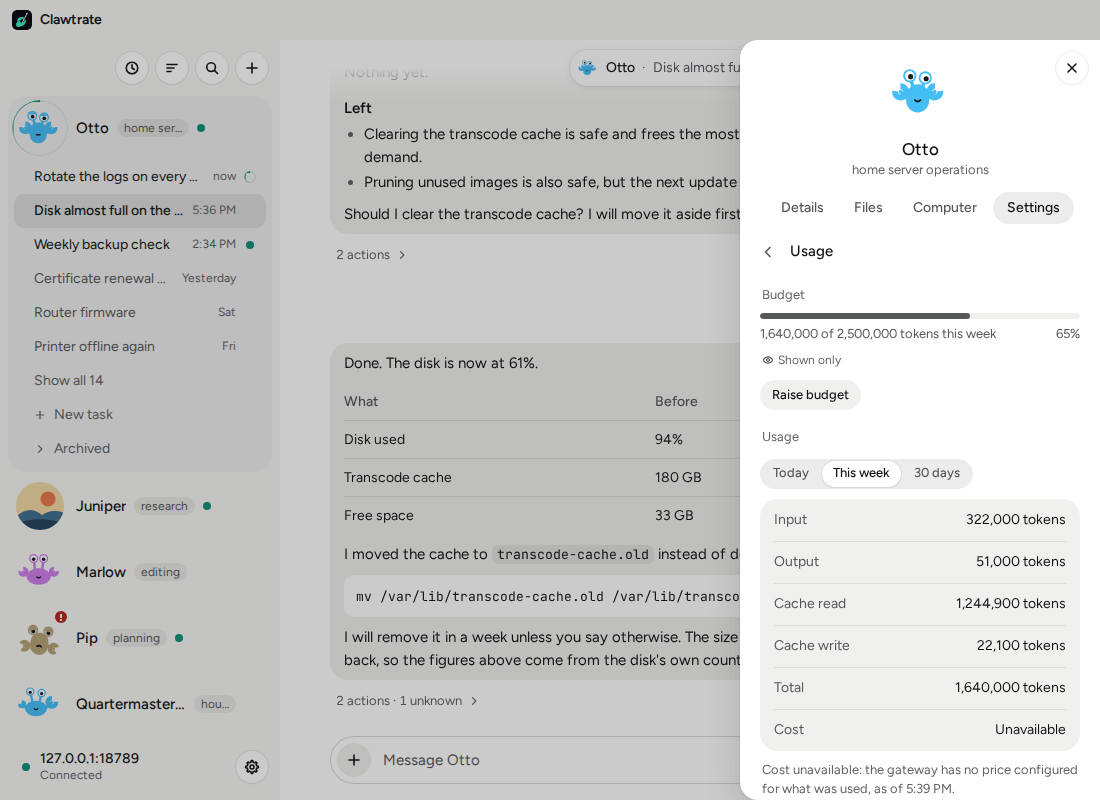 Clawtrate
Otto
home ser...
Rotate the logs on every ...
now
Disk almost full on the ...
5:36 PM
Weekly backup check
2:34 PM
Certificate renewal ...
Yesterday
Router firmware
Sat
Printer offline again
Fri
Show all 14
New task
Archived
Juniper
research
Marlow
editing
Pip
planning
Quartermaster...
hou...
127.0.0.1:18789
Connected
Otto · Disk almost fu
Nothing yet.
Left
• Clearing the transcode cache is safe and frees the most
demand.
• Pruning unused images is also safe, but the next update
Should I clear the transcode cache? I will move it aside first
2 actions
Done. The disk is now at 61%.
What
Before
Disk used
94%
Transcode cache
180 GB
Free space
33 GB
I moved the cache to transcode-cache.old instead of d
mv /var/lib/transcode-cache.old /var/lib/transco
I will remove it in a week unless you say otherwise. The size
back, so the figures above come from the disk's own count
2 actions · 1 unknown
Message Otto
Otto
home server operations
Details
Files
Computer
Settings
Usage
Budget
1,640,000 of 2,500,000 tokens this week
65%
Shown only
Raise budget
Usage
Today
This week
30 days
Input
322,000 tokens
Output
51,000 tokens
Cache read
1,244,900 tokens
Cache write
22,100 tokens
Total
1,640,000 tokens
Cost
Unavailable
Cost unavailable: the gateway has no price configured
for what was used, as of 5:39 PM.